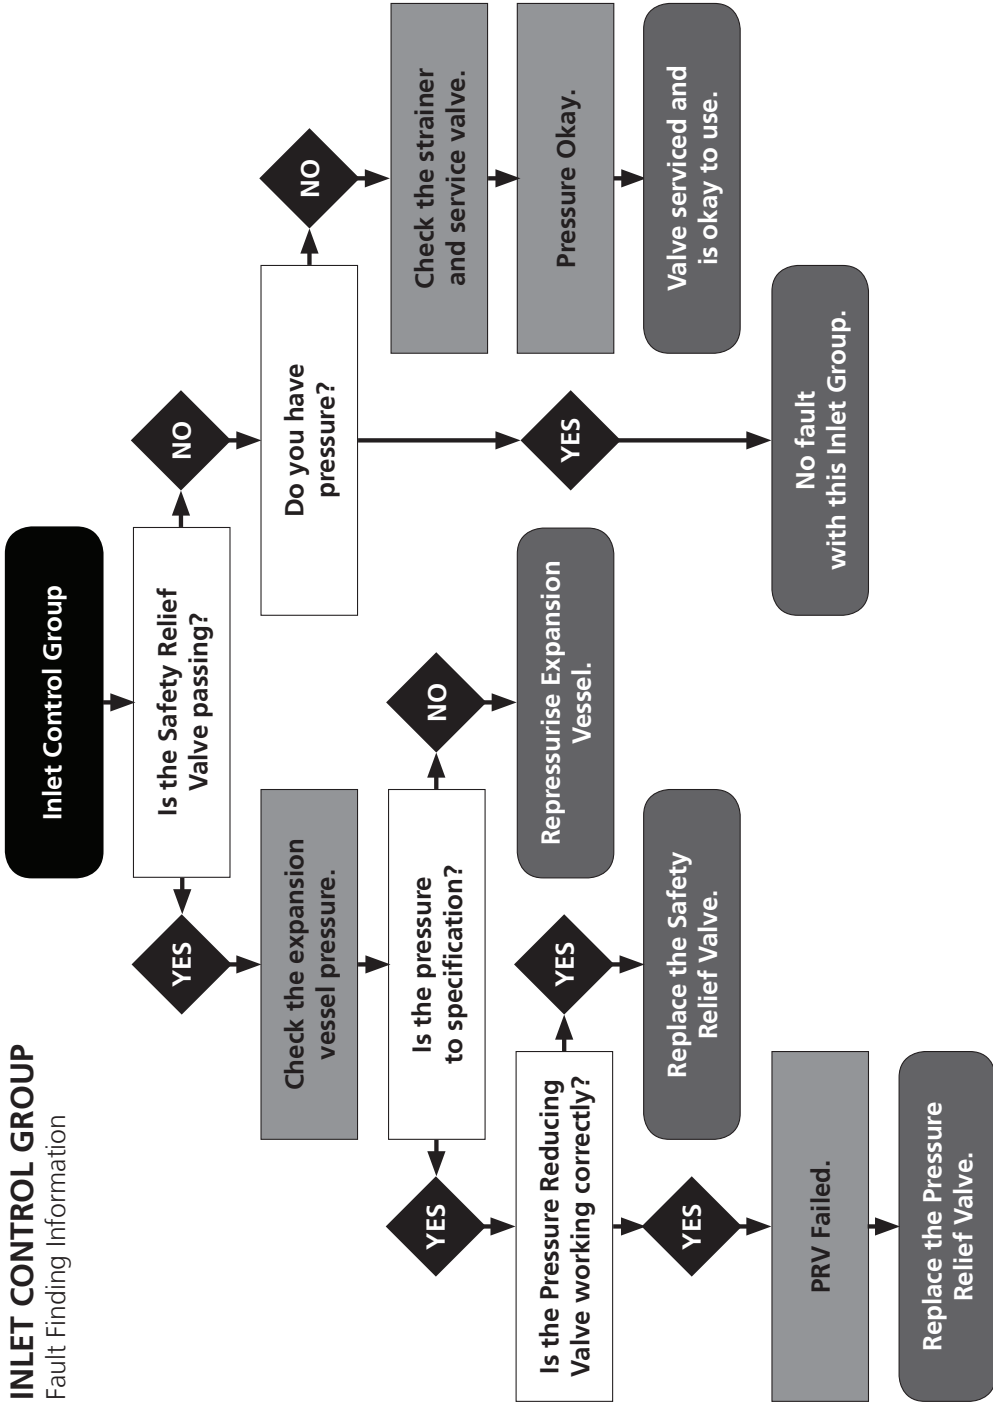 INLET CONTROL GROUP
Fault Finding Information
Inlet Control Group
Is the Safety Relief
Valve passing?
YES
NO
Check the expansion
vessel pressure.
Do you have
pressure?
NO
Is the pressure
to specification?
YES
NO
Check the strainer
and service valve.
Is the Pressure Reducing
Valve working correctly?
YES
Repressurise Expansion
Vessel.
YES
Pressure Okay.
YES
Replace the Safety
Relief Valve.
Valve serviced and
is okay to use.
PRV Failed.
No fault
with this Inlet Group.
Replace the Pressure
Relief Valve.